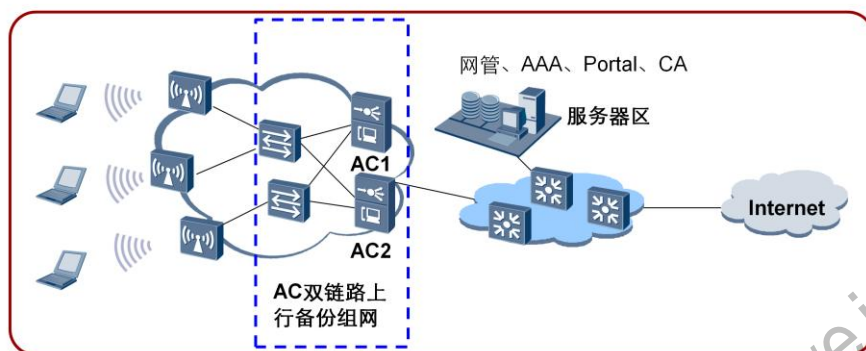 网管、AAA、Portal、CA
服务器区
AC1
AC2
Internet
AC双链路上
行备份组网